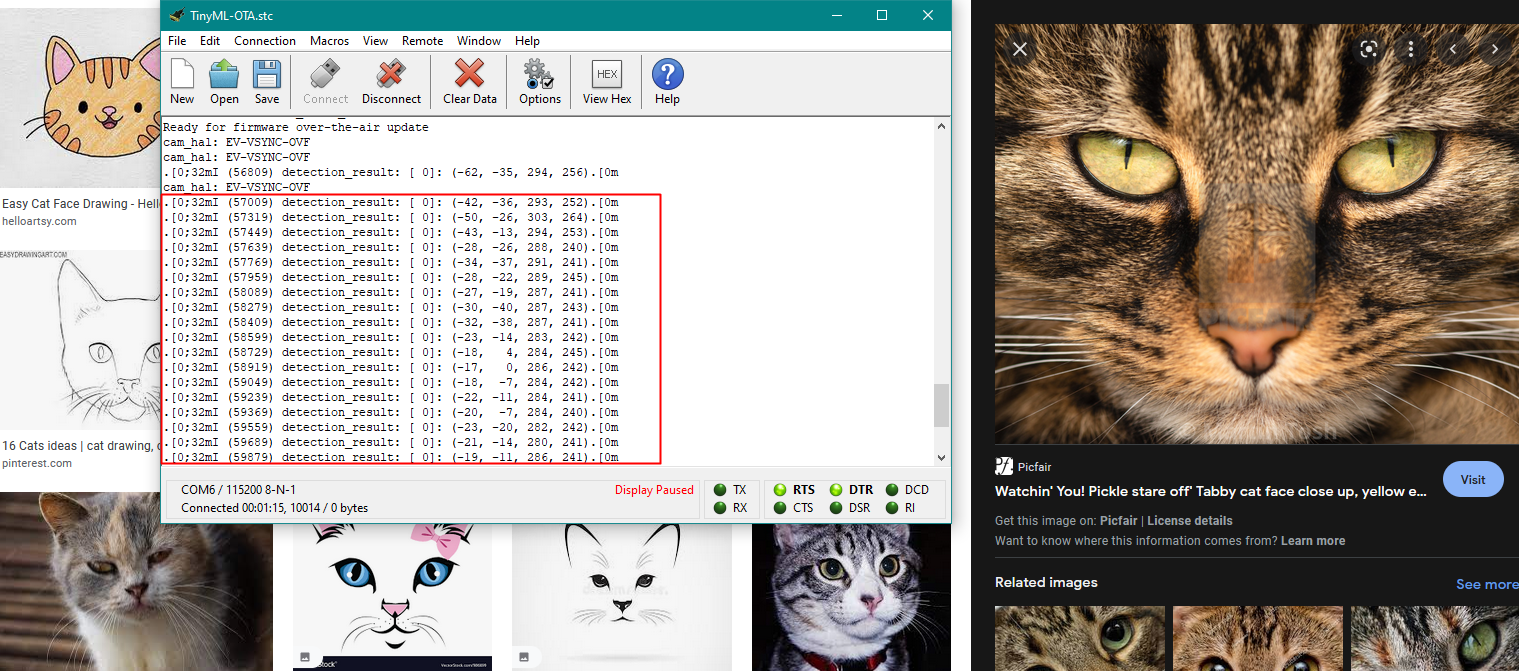 TinyML-OTA.stc
File Edit Connection Macros View Remote Window Help
New Open Save Connect Disconnect Clear Data Options HEX View Hex ? Help
Ready for firmware over-the-air update
cam_hal: EV-VSYNC-OVF
cam_hal: EV-VSYNC-OVF
.[0;32mI (56809) detection_result: [ 0]: (-62, -35, 294, 256).[0m
cam_hal: EV-VSYNC-OVF
.[0;32mI (57009) detection_result: [ 0]: (-42, -36, 293, 252).[0m
.[0;32mI (57319) detection_result: [ 0]: (-50, -26, 303, 264).[0m
.[0;32mI (57449) detection_result: [ 0]: (-43, -13, 294, 253).[0m
.[0;32mI (57639) detection_result: [ 0]: (-28, -26, 288, 240).[0m
.[0;32mI (57769) detection_result: [ 0]: (-34, -37, 291, 241).[0m
.[0;32mI (57959) detection_result: [ 0]: (-28, -22, 289, 245).[0m
.[0;32mI (58089) detection_result: [ 0]: (-27, -19, 287, 241).[0m
.[0;32mI (58279) detection_result: [ 0]: (-30, -40, 287, 243).[0m
.[0;32mI (58409) detection_result: [ 0]: (-32, -38, 287, 241).[0m
.[0;32mI (58599) detection_result: [ 0]: (-23, -14, 283, 242).[0m
.[0;32mI (58729) detection_result: [ 0]: (-18,   4, 284, 245).[0m
.[0;32mI (58919) detection_result: [ 0]: (-17,   0, 286, 242).[0m
.[0;32mI (59049) detection_result: [ 0]: (-18,  -7, 284, 242).[0m
.[0;32mI (59239) detection_result: [ 0]: (-22, -11, 284, 241).[0m
.[0;32mI (59369) detection_result: [ 0]: (-20,  -7, 284, 240).[0m
.[0;32mI (59559) detection_result: [ 0]: (-23, -20, 282, 242).[0m
.[0;32mI (59689) detection_result: [ 0]: (-21, -14, 280, 241).[0m
.[0;32mI (59879) detection_result: [ 0]: (-19, -11, 286, 241).[0m
COM6 / 115200 8-N-1
Display Paused
Connected 00:01:15, 10014 / 0 bytes
TX RTS DTR DCD
RX CTS DSR RI
Easy Cat Face Drawing - Hell
helloartsy.com
EASYDRAWINGART.COM
16 Cats ideas | cat drawing,
pinterest.com
Picfair
Watchin' You! Pickle stare off' Tabby cat face close up, yellow e...
Visit
Get this image on: Picfair | License details
Want to know where this information comes from? Learn more
Related images
See more